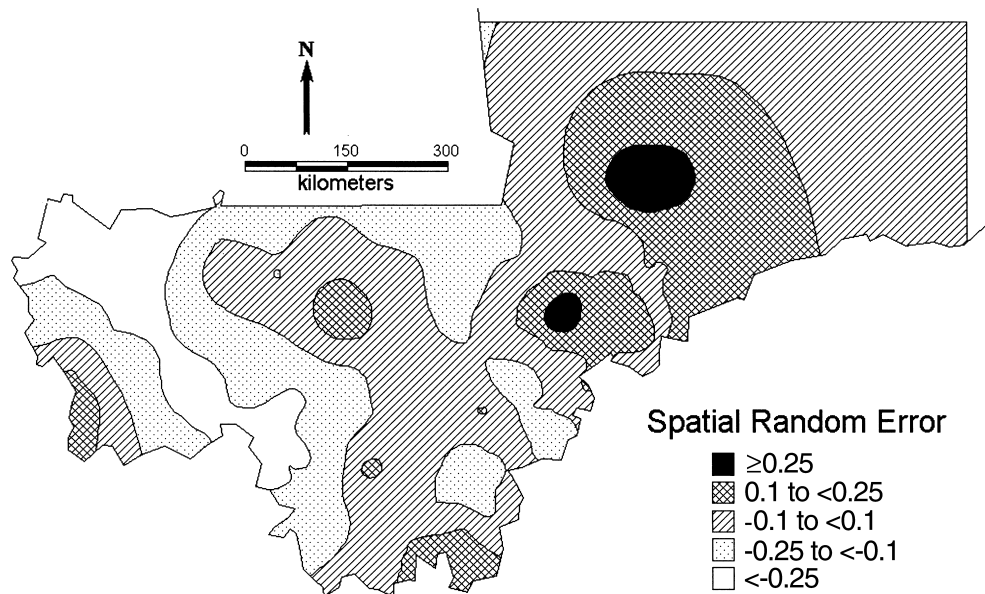 N
0 150 300
kilometers
Spatial Random Error
≥0.25
0.1 to <0.25
-0.1 to <0.1
-0.25 to <-0.1
<-0.25